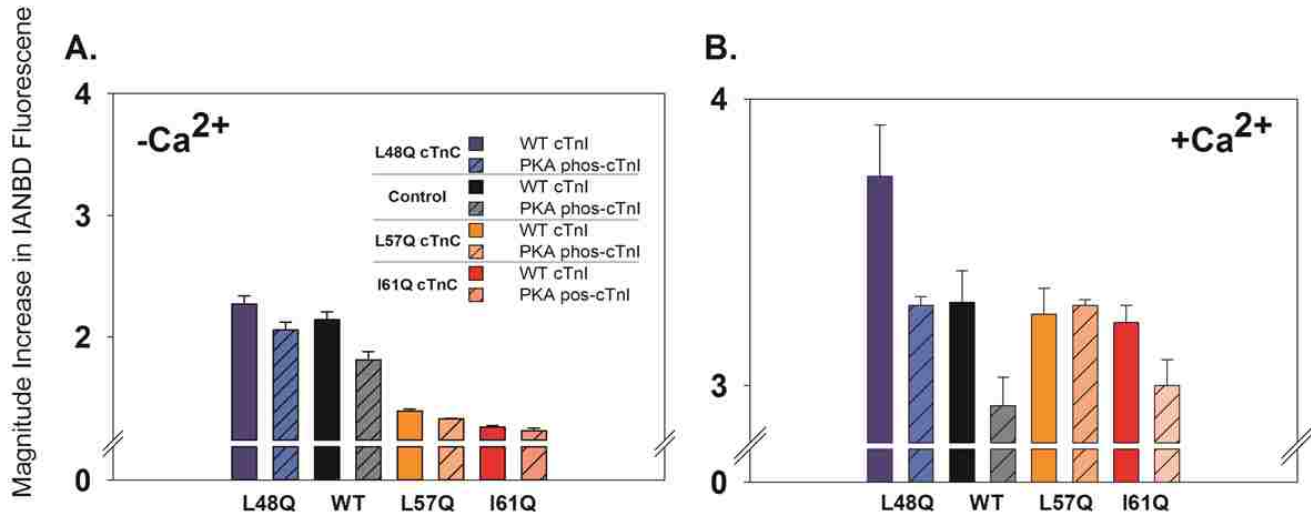 Magnitude Increase in IANBD Fluorescene
A.
4
3
2
0
-Ca2+
L48Q cTnC
WT cTnI
PKA phos-cTnI
Control
WT cTnI
PKA phos-cTnI
L57Q cTnC
WT cTnI
PKA phos-cTnI
I61Q cTnC
WT cTnI
PKA pos-cTnI
L48Q WT L57Q I61Q
B.
4
3
0
+Ca2+
L48Q WT L57Q I61Q